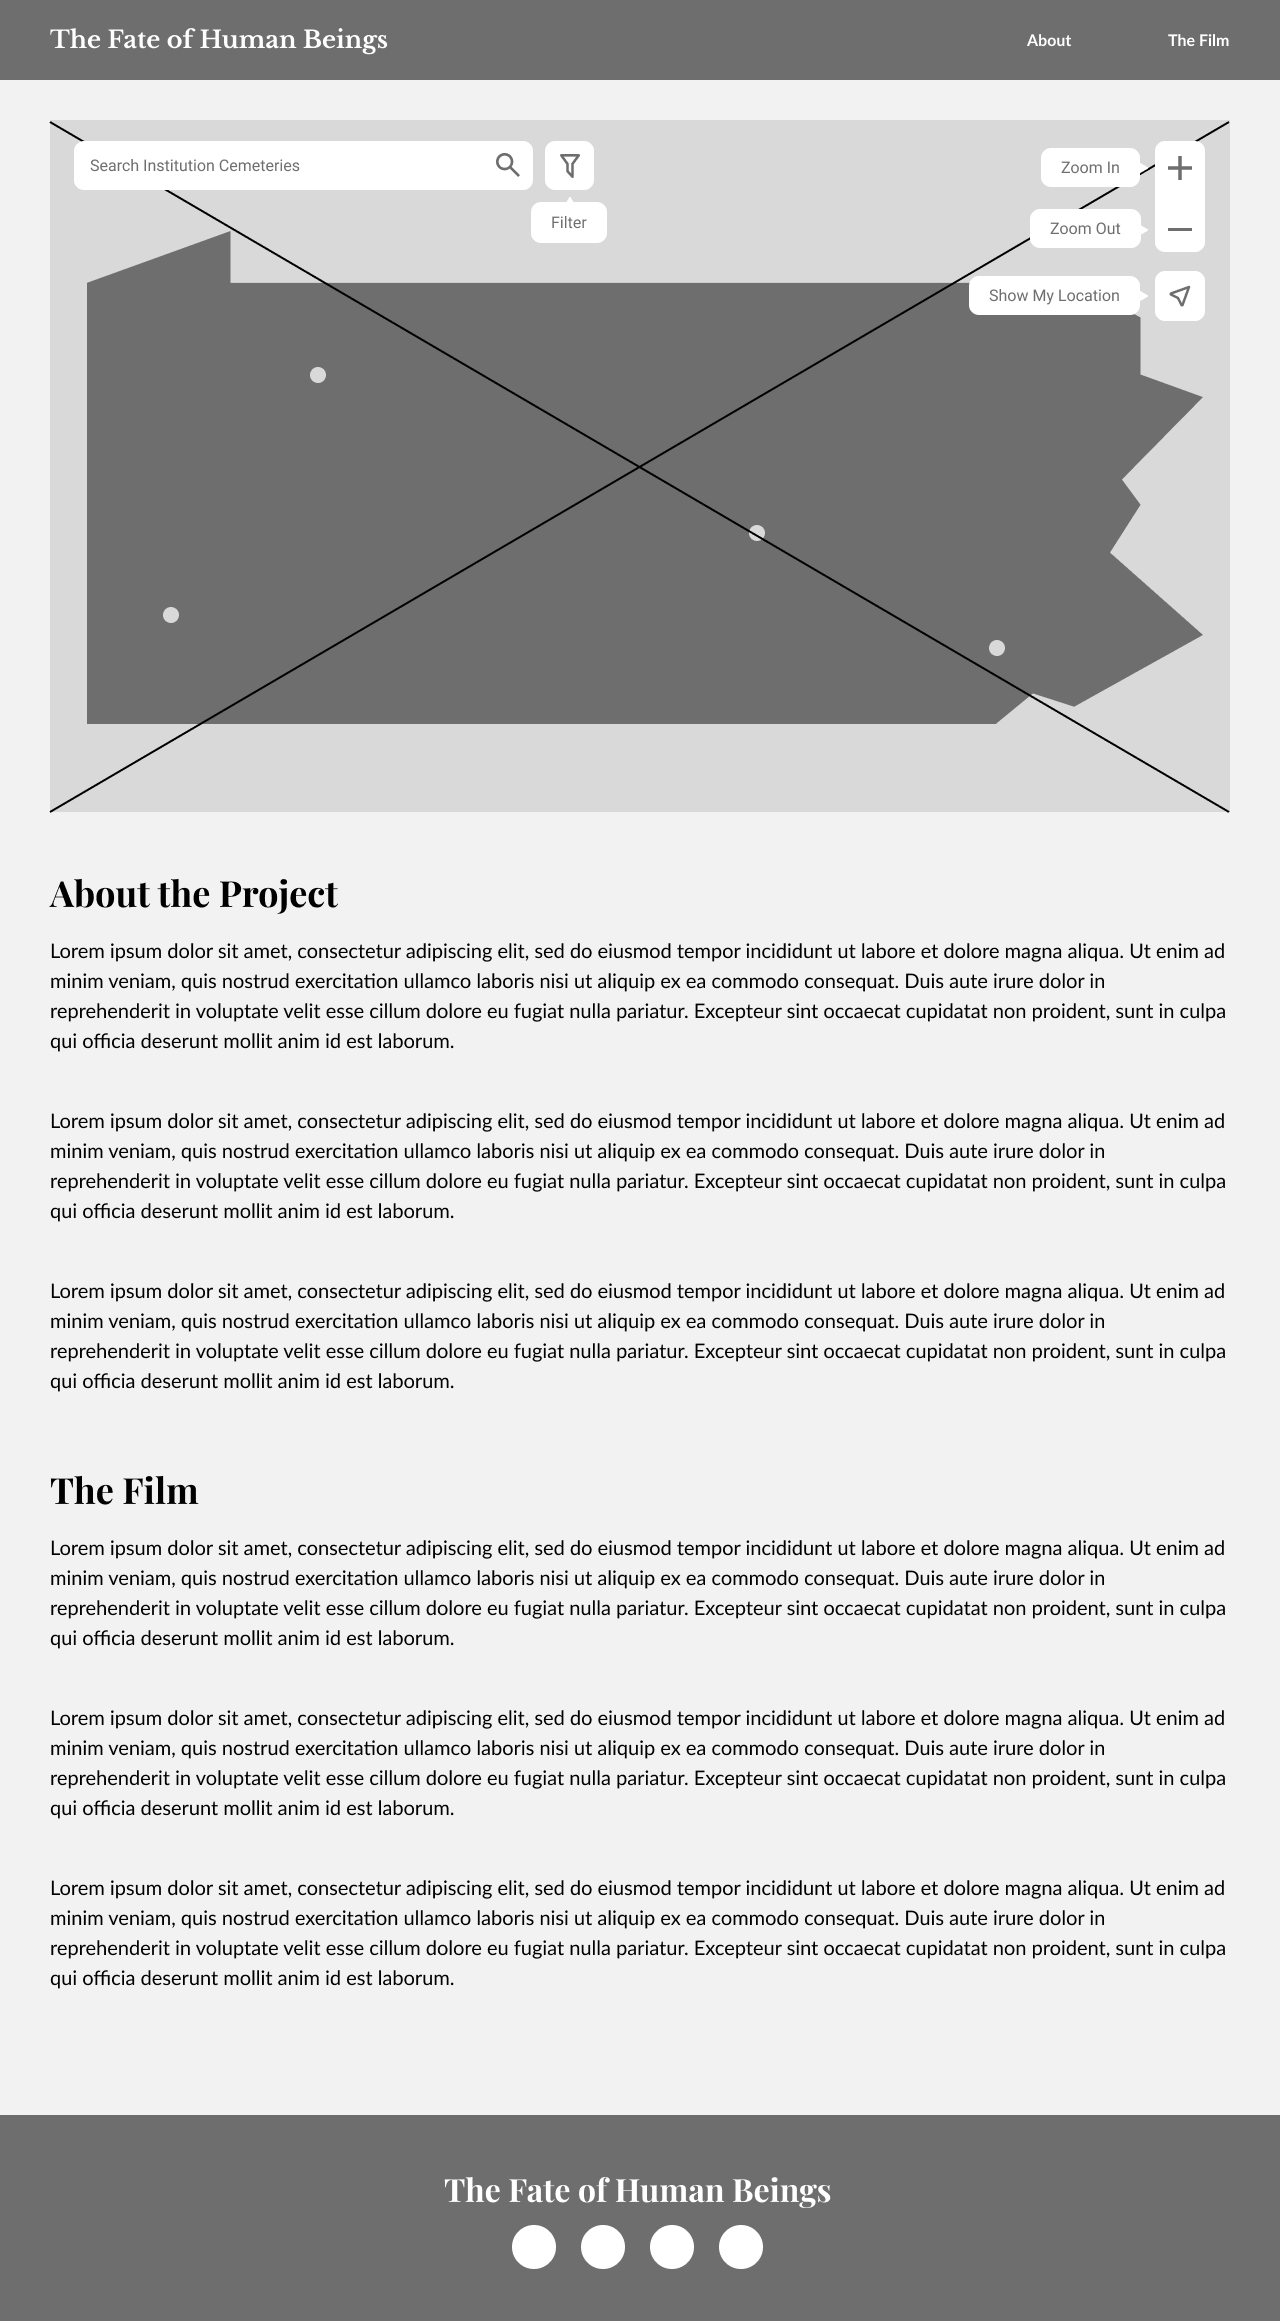 The Fate of Human Beings
About
The Film
Search Institution Cemeteries
Zoom In
Filter
Zoom Out
Show My Location
About the Project
Lorem ipsum dolor sit amet, consectetur adipiscing elit, sed do eiusmod tempor incididunt ut labore et dolore magna aliqua. Ut enim ad
minim veniam, quis nostrud exercitation ullamco laboris nisi ut aliquip ex ea commodo consequat. Duis aute irure dolor in
reprehenderit in voluptate velit esse cillum dolore eu fugiat nulla pariatur. Excepteur sint occaecat cupidatat non proident, sunt in culpa
qui officia deserunt mollit anim id est laborum.
Lorem ipsum dolor sit amet, consectetur adipiscing elit, sed do eiusmod tempor incididunt ut labore et dolore magna aliqua. Ut enim ad
minim veniam, quis nostrud exercitation ullamco laboris nisi ut aliquip ex ea commodo consequat. Duis aute irure dolor in
reprehenderit in voluptate velit esse cillum dolore eu fugiat nulla pariatur. Excepteur sint occaecat cupidatat non proident, sunt in culpa
qui officia deserunt mollit anim id est laborum.
Lorem ipsum dolor sit amet, consectetur adipiscing elit, sed do eiusmod tempor incididunt ut labore et dolore magna aliqua. Ut enim ad
minim veniam, quis nostrud exercitation ullamco laboris nisi ut aliquip ex ea commodo consequat. Duis aute irure dolor in
reprehenderit in voluptate velit esse cillum dolore eu fugiat nulla pariatur. Excepteur sint occaecat cupidatat non proident, sunt in culpa
qui officia deserunt mollit anim id est laborum.
The Film
Lorem ipsum dolor sit amet, consectetur adipiscing elit, sed do eiusmod tempor incididunt ut labore et dolore magna aliqua. Ut enim ad
minim veniam, quis nostrud exercitation ullamco laboris nisi ut aliquip ex ea commodo consequat. Duis aute irure dolor in
reprehenderit in voluptate velit esse cillum dolore eu fugiat nulla pariatur. Excepteur sint occaecat cupidatat non proident, sunt in culpa
qui officia deserunt mollit anim id est laborum.
Lorem ipsum dolor sit amet, consectetur adipiscing elit, sed do eiusmod tempor incididunt ut labore et dolore magna aliqua. Ut enim ad
minim veniam, quis nostrud exercitation ullamco laboris nisi ut aliquip ex ea commodo consequat. Duis aute irure dolor in
reprehenderit in voluptate velit esse cillum dolore eu fugiat nulla pariatur. Excepteur sint occaecat cupidatat non proident, sunt in culpa
qui officia deserunt mollit anim id est laborum.
Lorem ipsum dolor sit amet, consectetur adipiscing elit, sed do eiusmod tempor incididunt ut labore et dolore magna aliqua. Ut enim ad
minim veniam, quis nostrud exercitation ullamco laboris nisi ut aliquip ex ea commodo consequat. Duis aute irure dolor in
reprehenderit in voluptate velit esse cillum dolore eu fugiat nulla pariatur. Excepteur sint occaecat cupidatat non proident, sunt in culpa
qui officia deserunt mollit anim id est laborum.
The Fate of Human Beings